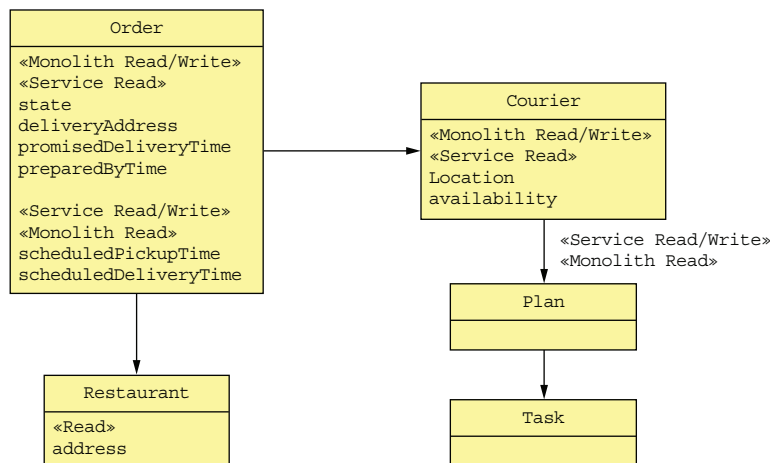 Order
«Monolith Read/Write»
«Service Read»
state
deliveryAddress
promisedDeliveryTime
preparedByTime
«Service Read/Write»
«Monolith Read»
scheduledPickupTime
scheduledDeliveryTime
Courier
«Monolith Read/Write»
«Service Read»
Location
availability
«Service Read/Write»
«Monolith Read»
Plan
Task
Restaurant
«Read»
address